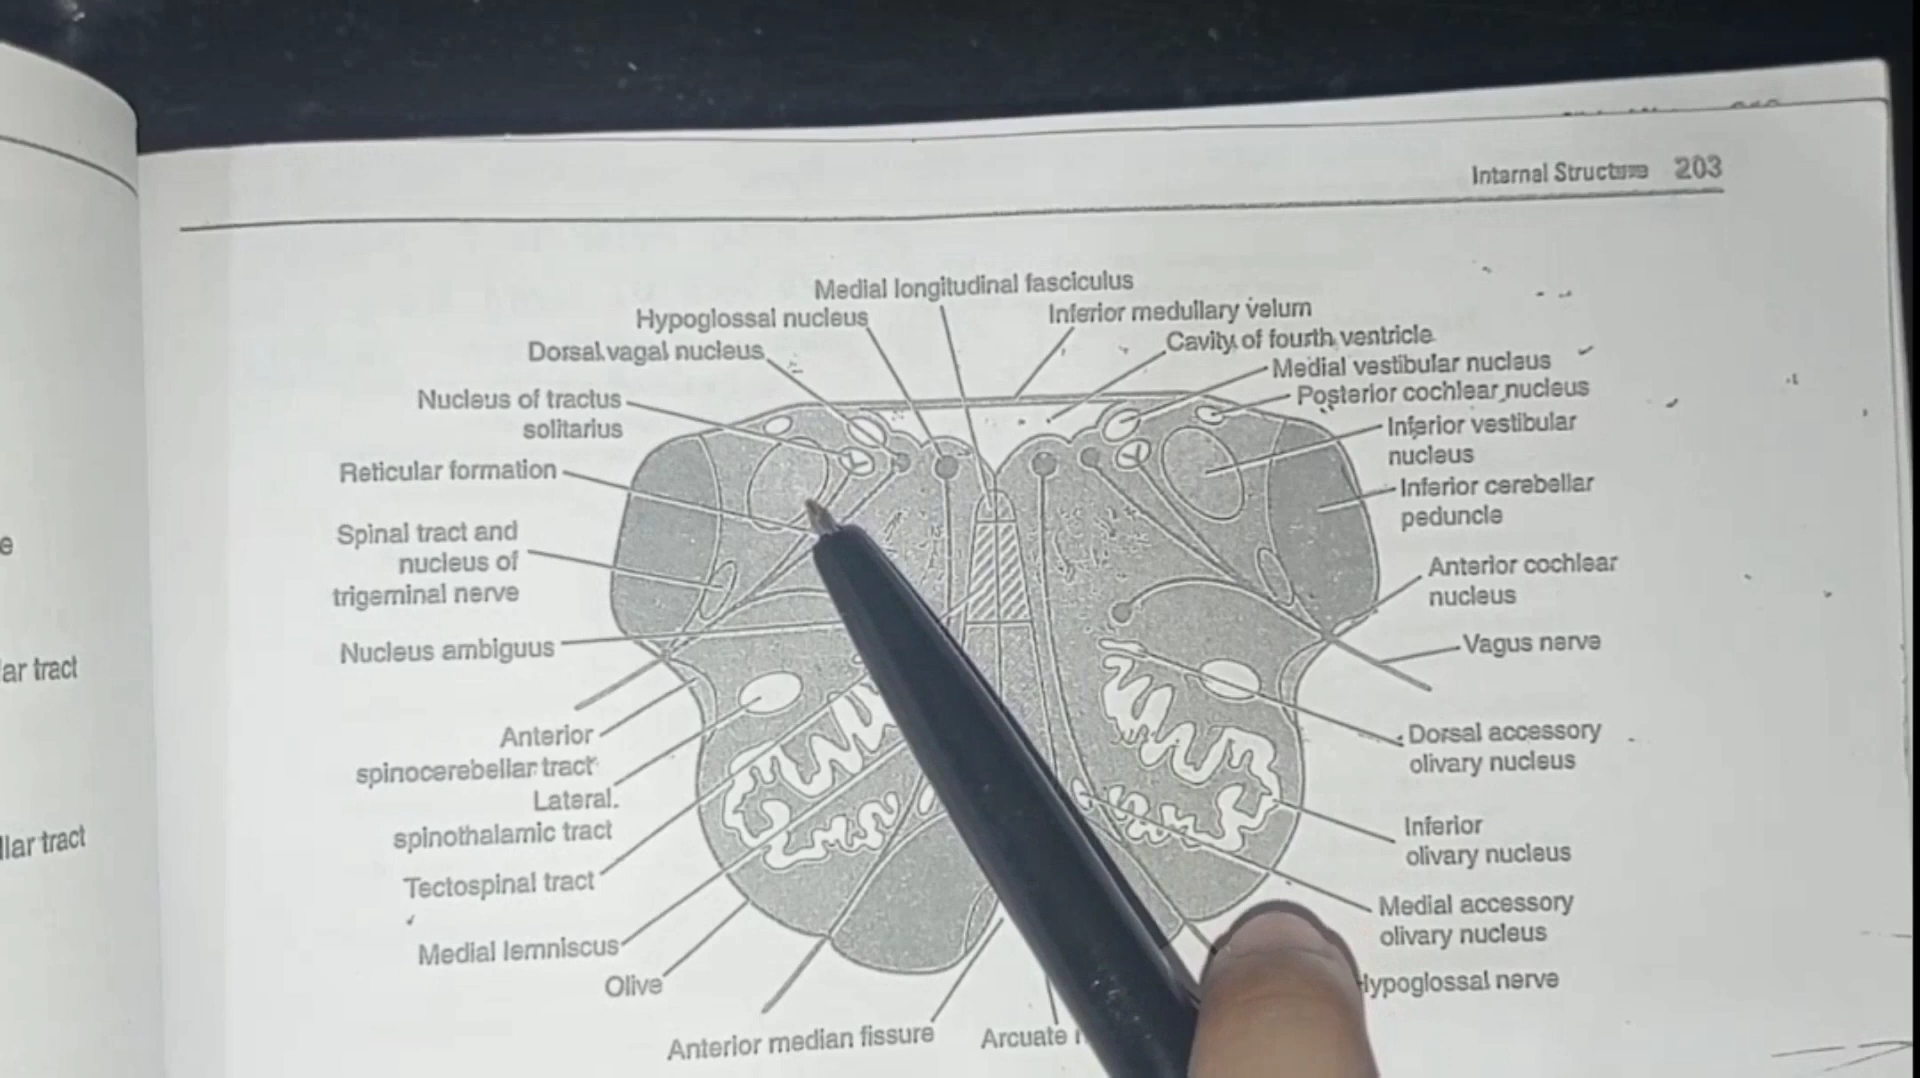 Internal Structure 203
Medial longitudinal fasciculus
Hypoglossal nucleus
Inferior medullary velum
Dorsal vagal nucleus
Cavity of fourth ventricle
Medial vestibular nucleus
Nucleus of tractus
solitarius
Posterior cochlear nucleus
Inferior vestibular
nucleus
Reticular formation
Inferior cerebellar
peduncle
Spinal tract and
nucleus of
trigeminal nerve
Anterior cochlear
nucleus
Nucleus ambiguus
Vagus nerve
ar tract
Anterior
spinocerebellar tract
Dorsal accessory
olivary nucleus
Lateral
spinothalamic tract
llar tract
Inferior
olivary nucleus
Tectospinal tract
Medial accessory
olivary nucleus
Medial lemniscus
Olive
Hypoglossal nerve
Anterior median fissure
Arcuate